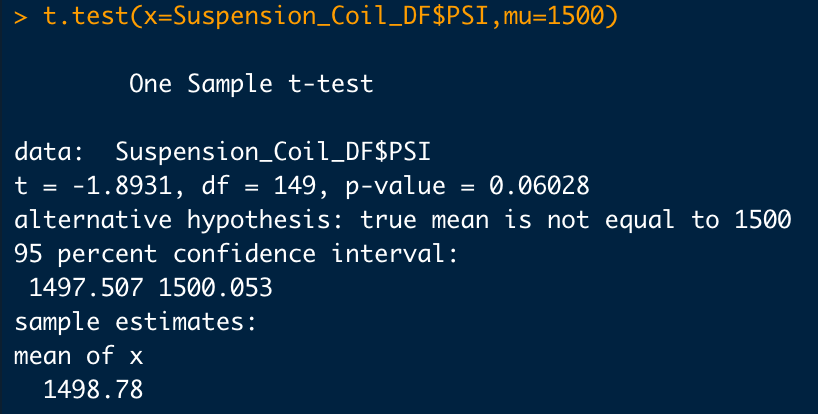 > t.test(x=Suspension_Coil_DF$PSI,mu=1500)
One Sample t-test
data:  Suspension_Coil_DF$PSI
t = -1.8931, df = 149, p-value = 0.06028
alternative hypothesis: true mean is not equal to 1500
95 percent confidence interval:
1497.507 1500.053
sample estimates:
mean of x
1498.78